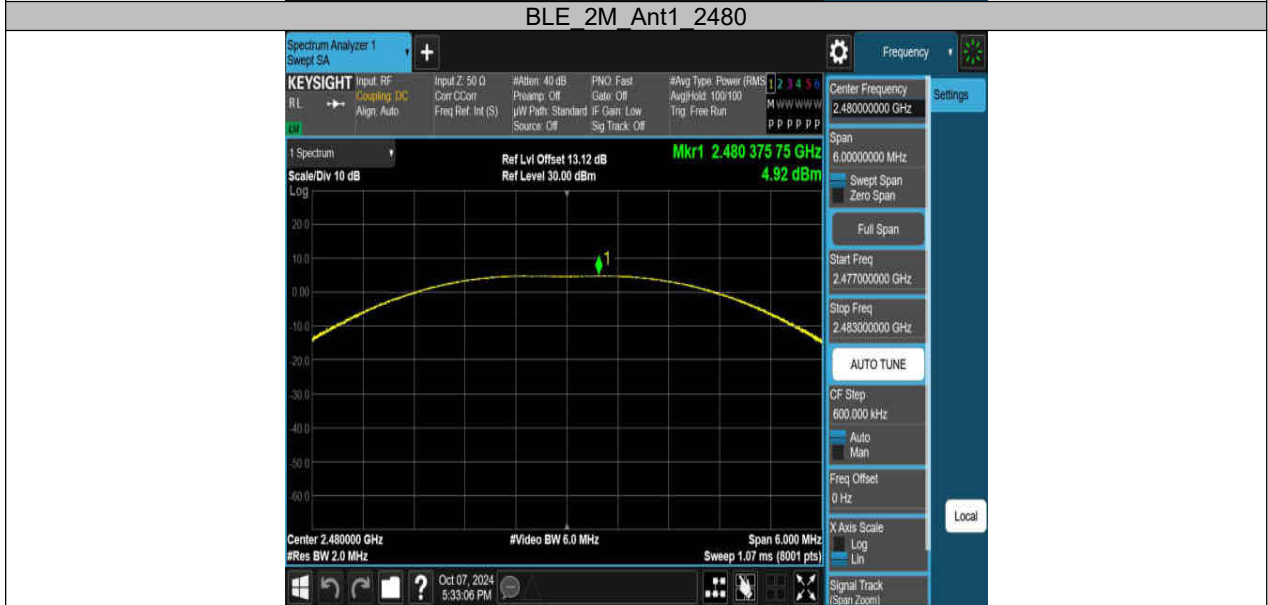 BLE_2M_Ant1_2480
Spectrum Analyzer 1
Swept SA
+
Frequency
KEYSIGHT
RL
Input: RF
Coupling: DC
Align: Auto
Input Z: 50 Ω
Corr CCorr
Freq Ref: Int (S)
#Atten: 40 dB
Preamp: Off
µW Path: Standard
Source: Off
PNO: Fast
Gate: Off
IF Gain: Low
Sig Track: Off
#Avg Type: Power (RMS
Avg|Hold: 100/100
Trig: Free Run
1 2 3 4 5 6
M W W W W W
P P P P P P
Center Frequency
2.480000000 GHz
Settings
Span
6.00000000 MHz
Swept Span
Zero Span
Full Span
Start Freq
2.477000000 GHz
Stop Freq
2.483000000 GHz
AUTO TUNE
CF Step
600.000 kHz
Auto
Man
Freq Offset
0 Hz
X Axis Scale
Log
Lin
Signal Track
(Span Zoom)
Local
1 Spectrum
Scale/Div 10 dB
Log
Ref Lvl Offset 13.12 dB
Ref Level 30.00 dBm
Mkr1 2.480 375 75 GHz
4.92 dBm
20.0
10.0
0.00
-10.0
-20.0
-30.0
-40.0
-50.0
-60.0
1
Center 2.480000 GHz
#Res BW 2.0 MHz
#Video BW 6.0 MHz
Span 6.000 MHz
Sweep 1.07 ms (8001 pts)
?
Oct 07, 2024
5:33:06 PM